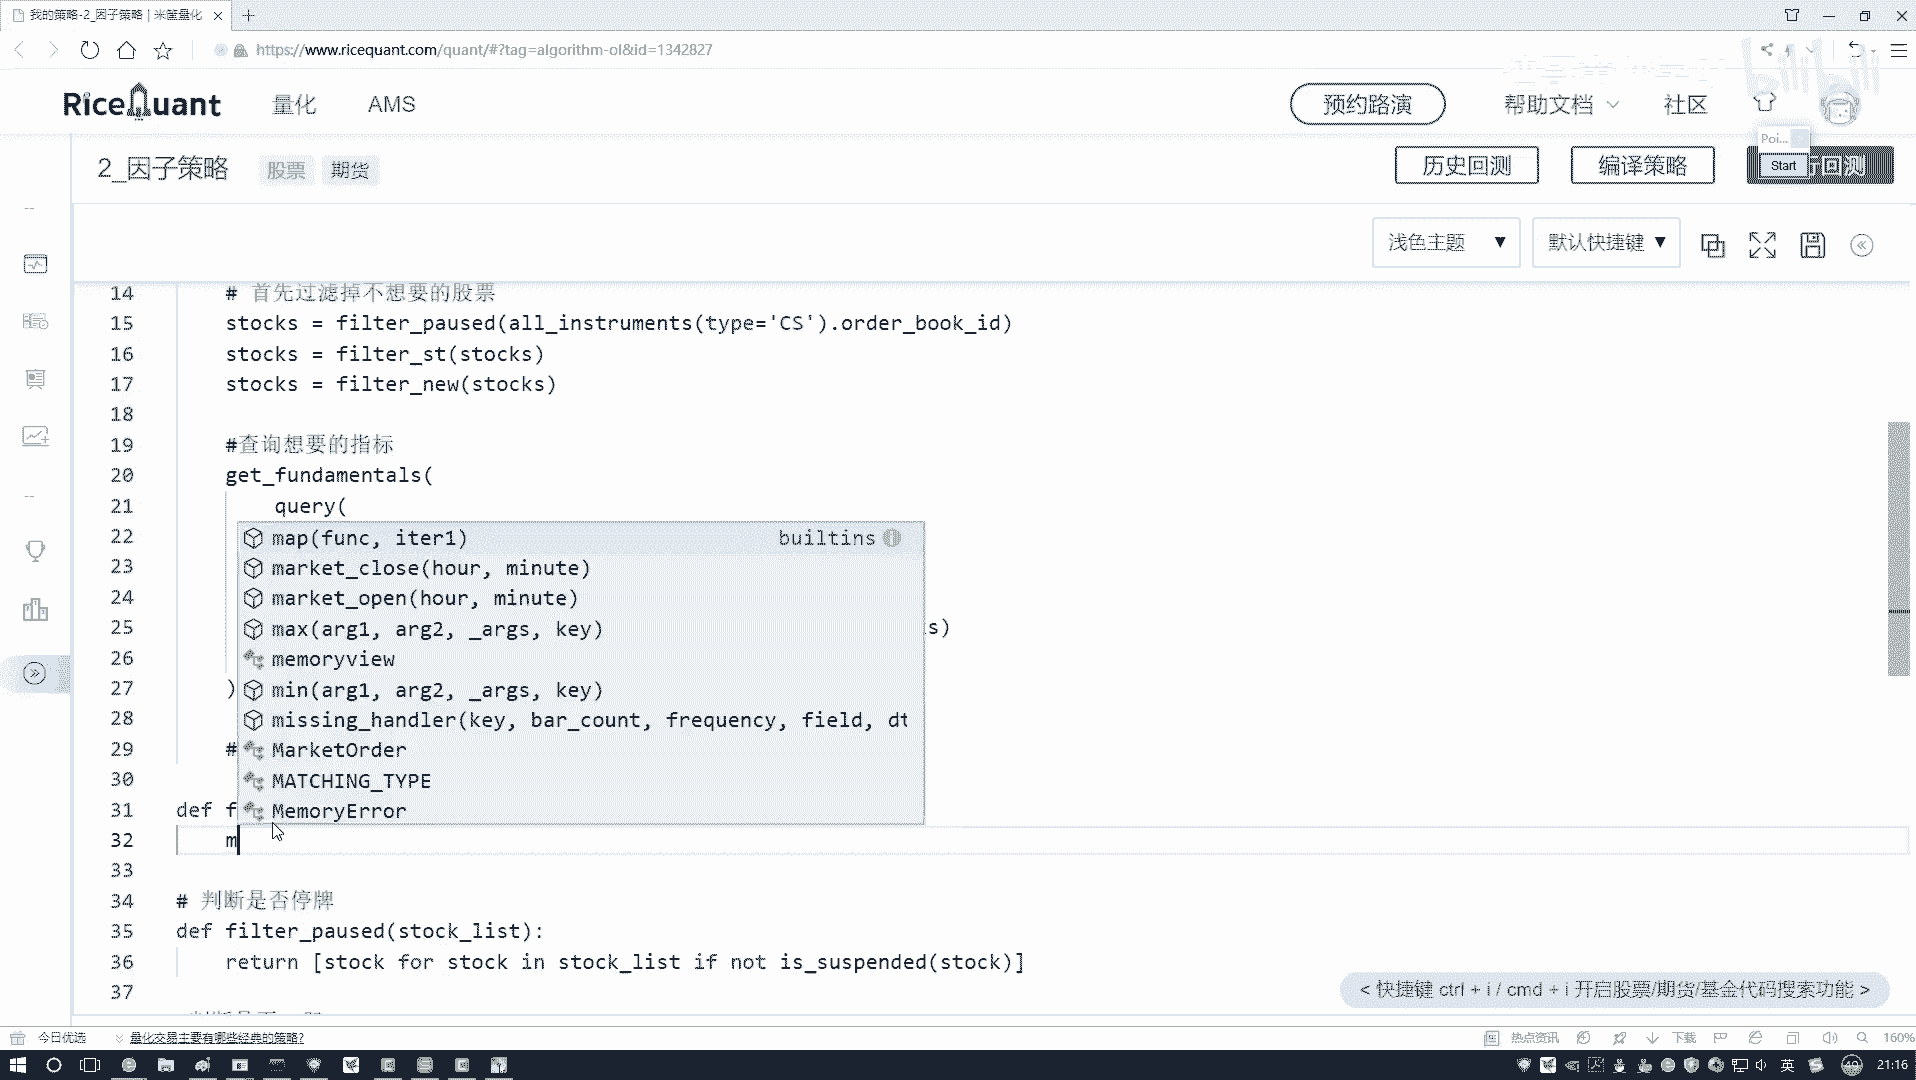 我的策略-2_因子策略 | 米筐量化
https://www.ricequant.com/quant/#?tag=algorithm-ol&id=1342827
bilibili
RiceQuant 量化 AMS 预约路演 帮助文档 社区
Poi...
Start
2_因子策略 股票 期货 历史回测 编译策略 回测
浅色主题 ▼ 默认快捷键 ▼
14 # 首先过滤掉不想要的股票
15 stocks = filter_paused(all_instruments(type='CS').order_book_id)
16 stocks = filter_st(stocks)
17 stocks = filter_new(stocks)
18
19 #查询想要的指标
20 get_fundamentals(
21 query(
22 map(func, iter1) builtins
23 market_close(hour, minute)
24 market_open(hour, minute)
25 max(arg1, arg2, _args, key) s)
26 memoryview
27 ) min(arg1, arg2, _args, key)
28 missing_handler(key, bar_count, frequency, field, dt
29 # MarketOrder
30 MATCHING_TYPE
31 def f MemoryError
32 m
33
34 # 判断是否停牌
35 def filter_paused(stock_list):
36 return [stock for stock in stock_list if not is_suspended(stock)]
37
< 快捷键 ctrl + i / cmd + i 开启股票/期货/基金代码搜索功能 >
今日优选 量化交易主要有哪些经典的策略? 热点资讯 下载 160%
英 49 21:16